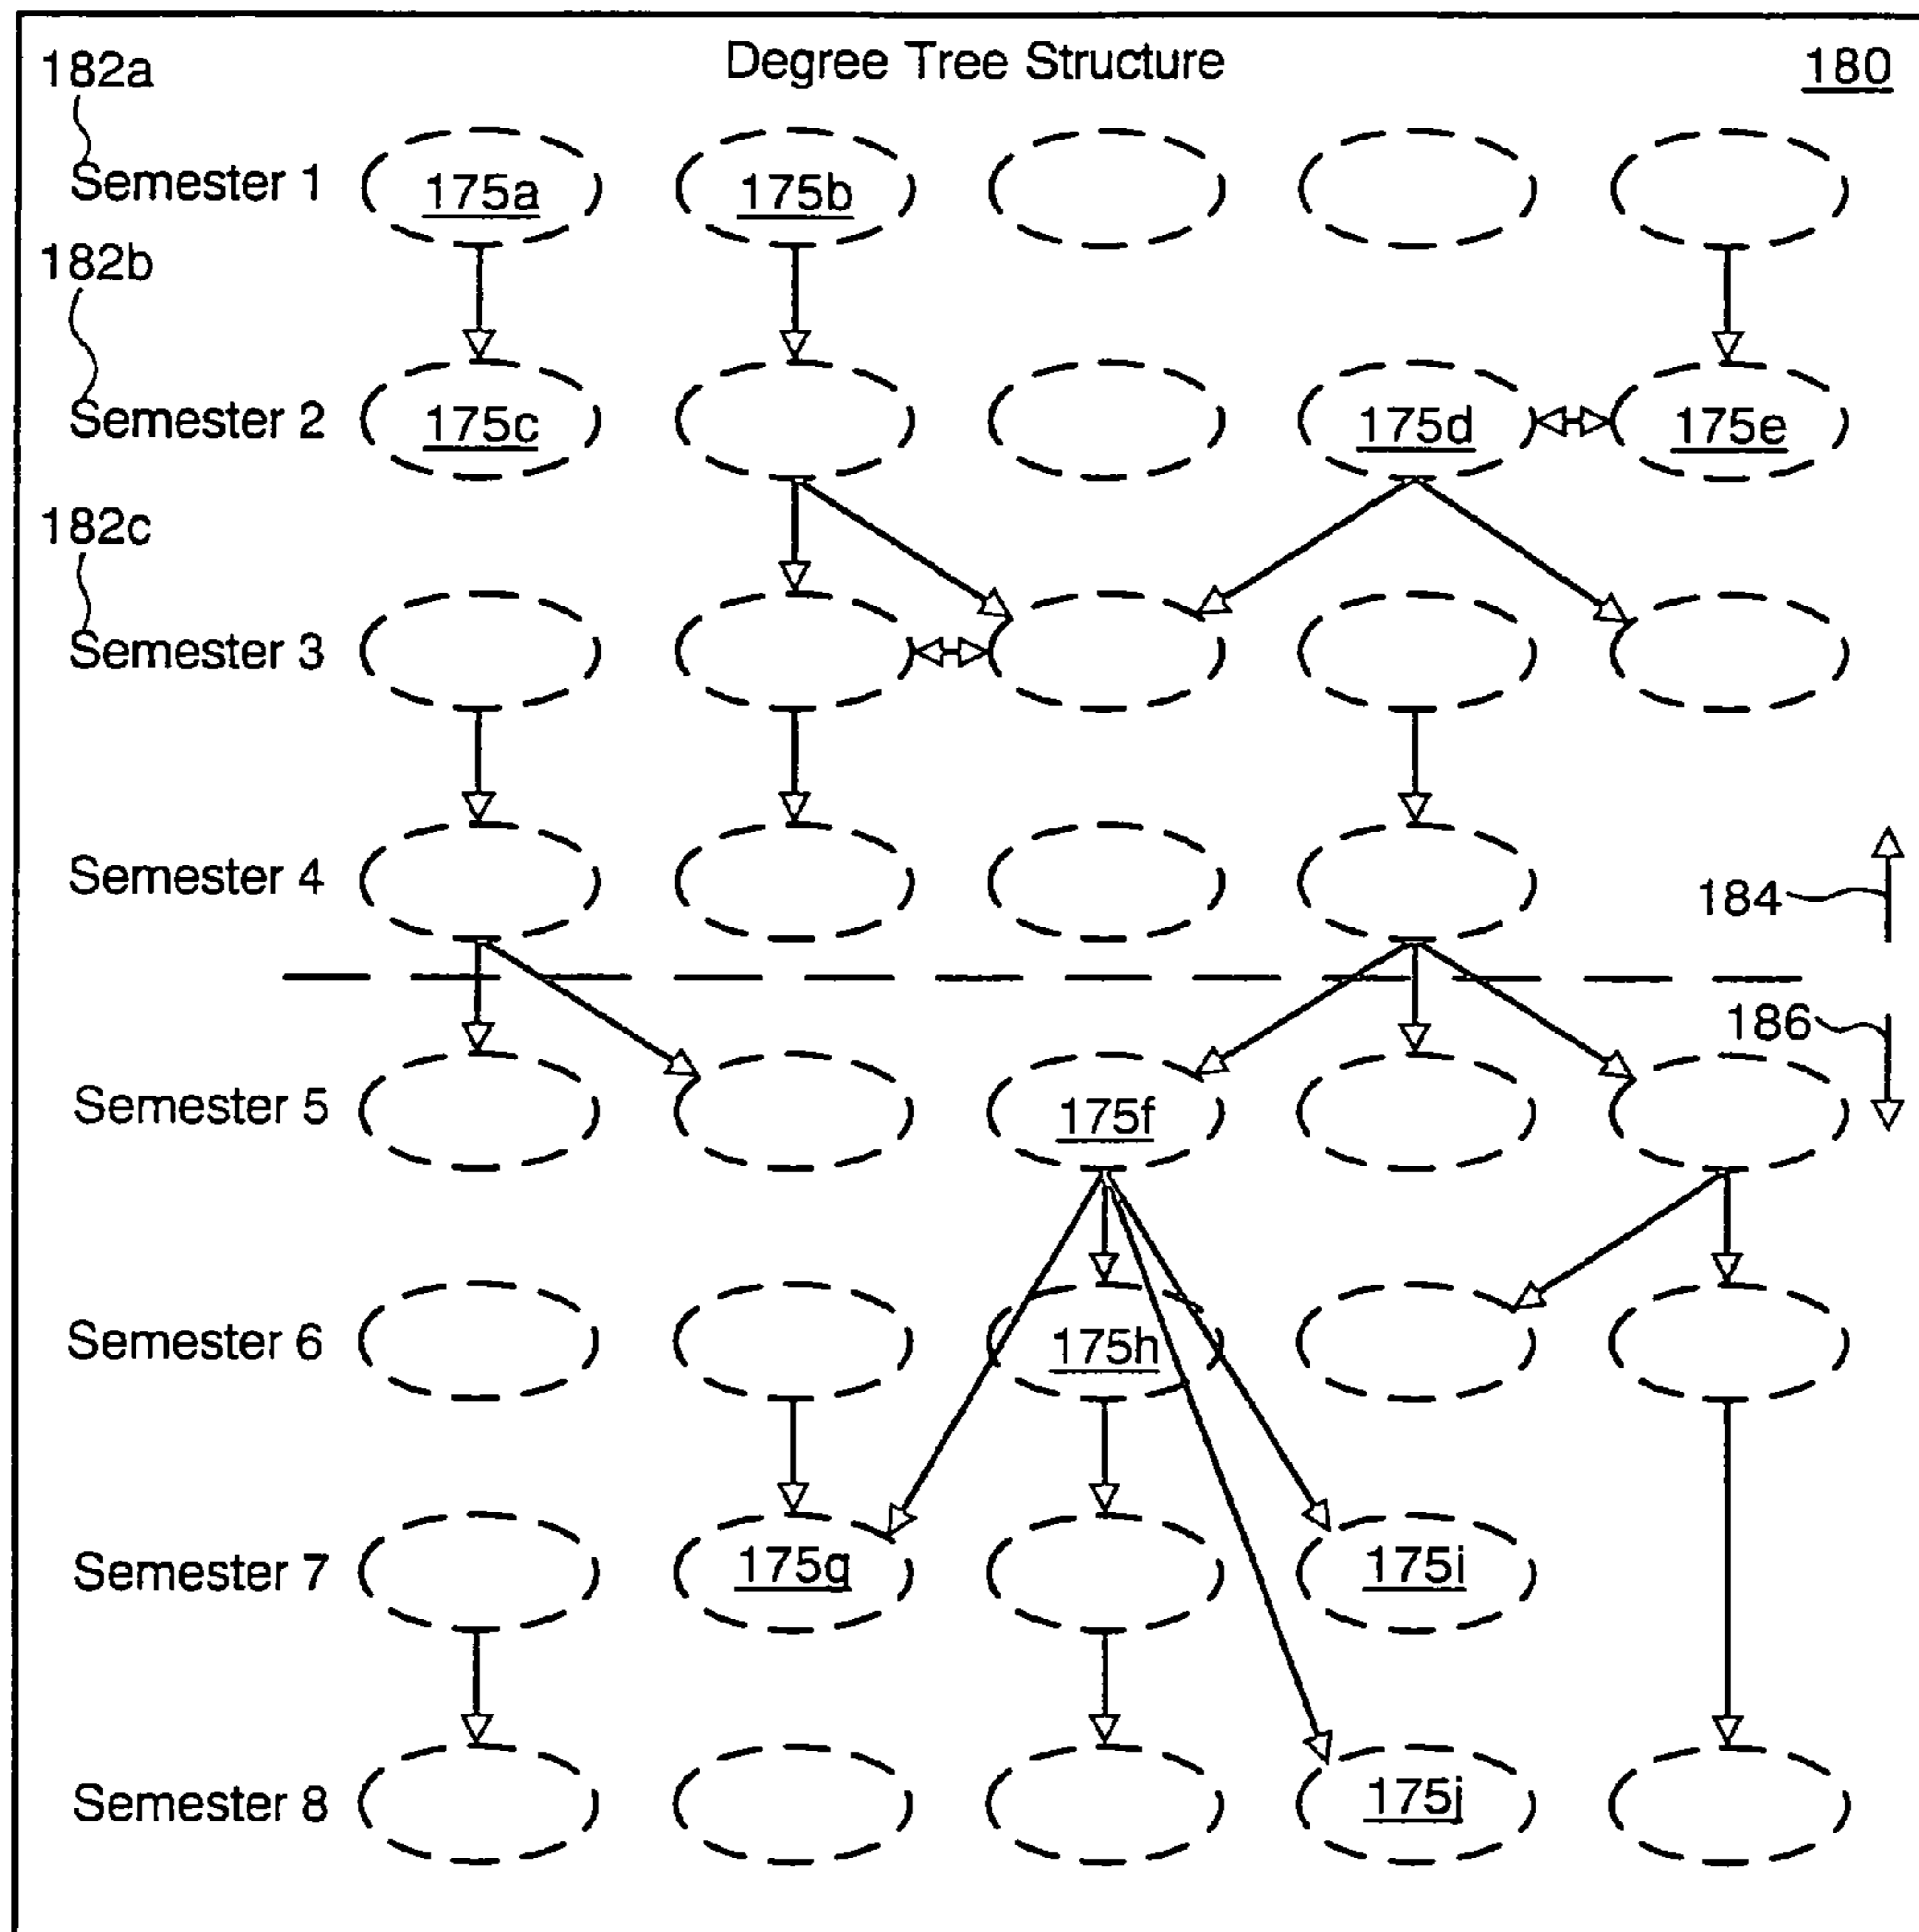 182a
Degree Tree Structure
180
Semester 1
175a
175b
182b
Semester 2
175c
175d
175e
182c
Semester 3
Semester 4
184
186
Semester 5
175f
Semester 6
175h
Semester 7
175g
175i
Semester 8
175j